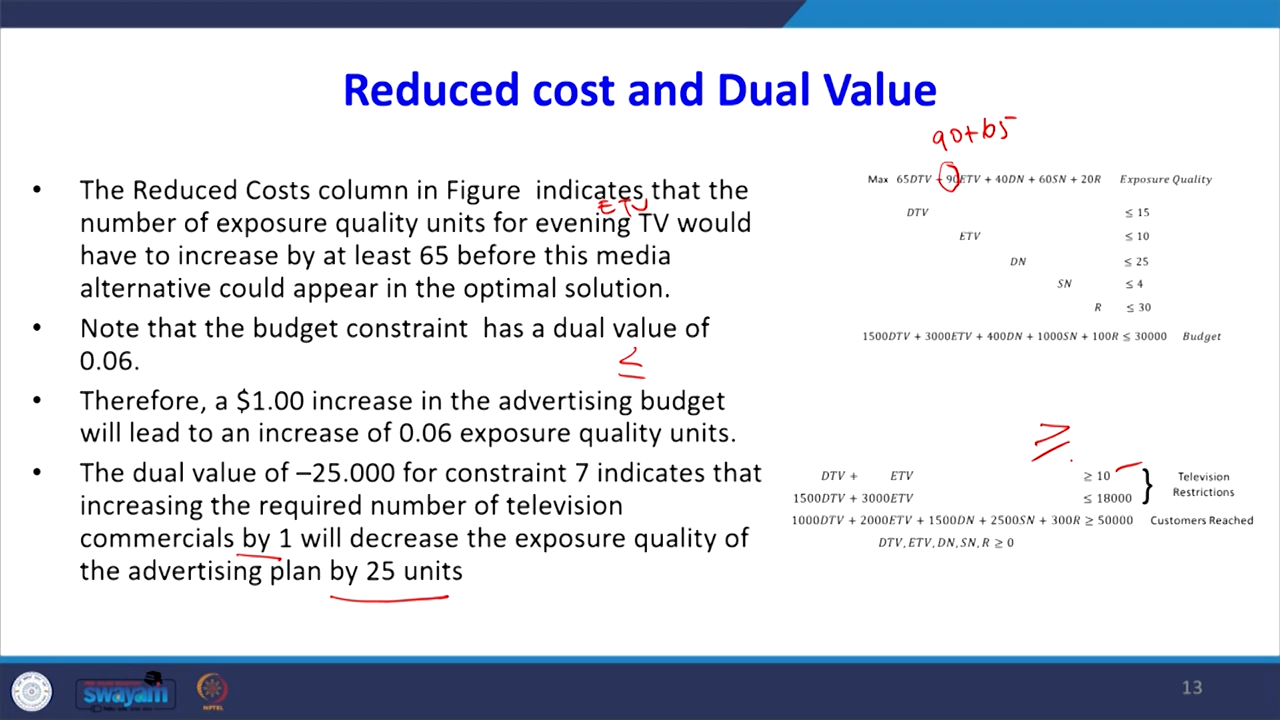 Reduced cost and Dual Value
90+65
• The Reduced Costs column in Figure indicates that the
ETV
number of exposure quality units for evening TV would
have to increase by at least 65 before this media
alternative could appear in the optimal solution.
• Note that the budget constraint has a dual value of
0.06.
≤
• Therefore, a $1.00 increase in the advertising budget
will lead to an increase of 0.06 exposure quality units.
• The dual value of –25.000 for constraint 7 indicates that
increasing the required number of television
commercials by 1 will decrease the exposure quality of
the advertising plan by 25 units
Max 65DTV + 90ETV + 40DN + 60SN + 20R Exposure Quality
DTV ≤ 15
ETV ≤ 10
DN ≤ 25
SN ≤ 4
R ≤ 30
1500DTV + 3000ETV + 400DN + 1000SN + 100R ≤ 30000 Budget
≥
DTV + ETV ≥ 10
1500DTV + 3000ETV ≤ 18000
Television
Restrictions
1000DTV + 2000ETV + 1500DN + 2500SN + 300R ≥ 50000 Customers Reached
DTV, ETV, DN, SN, R ≥ 0
swayam
NPTEL
13